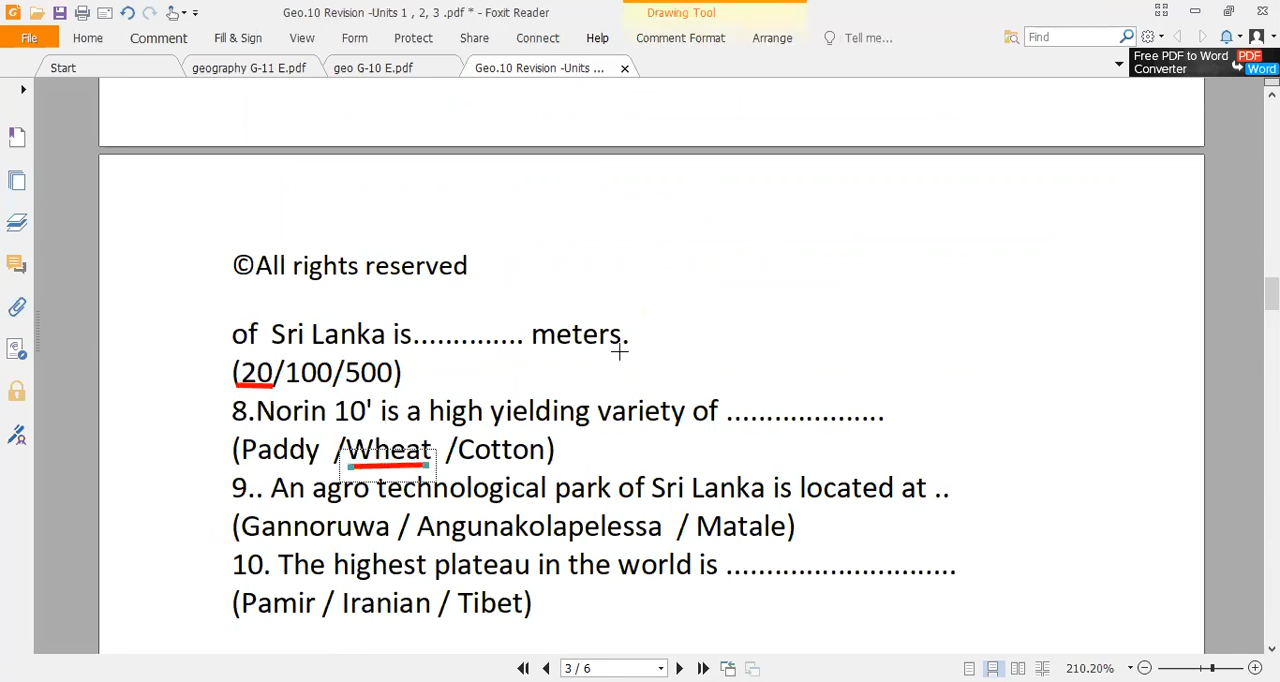 Geo.10 Revision -Units 1 , 2, 3 .pdf * - Foxit Reader
Drawing Tool
File Home Comment Fill & Sign View Form Protect Share Connect Help Comment Format Arrange Tell me... Find
Start geography G-11 E.pdf geo G-10 E.pdf Geo.10 Revision -Units ...
Free PDF to Word PDF
Converter Word
©All rights reserved
of Sri Lanka is.............. meters.
(20/100/500)
8.Norin 10' is a high yielding variety of ....................
(Paddy /Wheat /Cotton)
9.. An agro technological park of Sri Lanka is located at ..
(Gannoruwa / Angunakolapelessa / Matale)
10. The highest plateau in the world is .............................
(Pamir / Iranian / Tibet)
3 / 6
210.20%